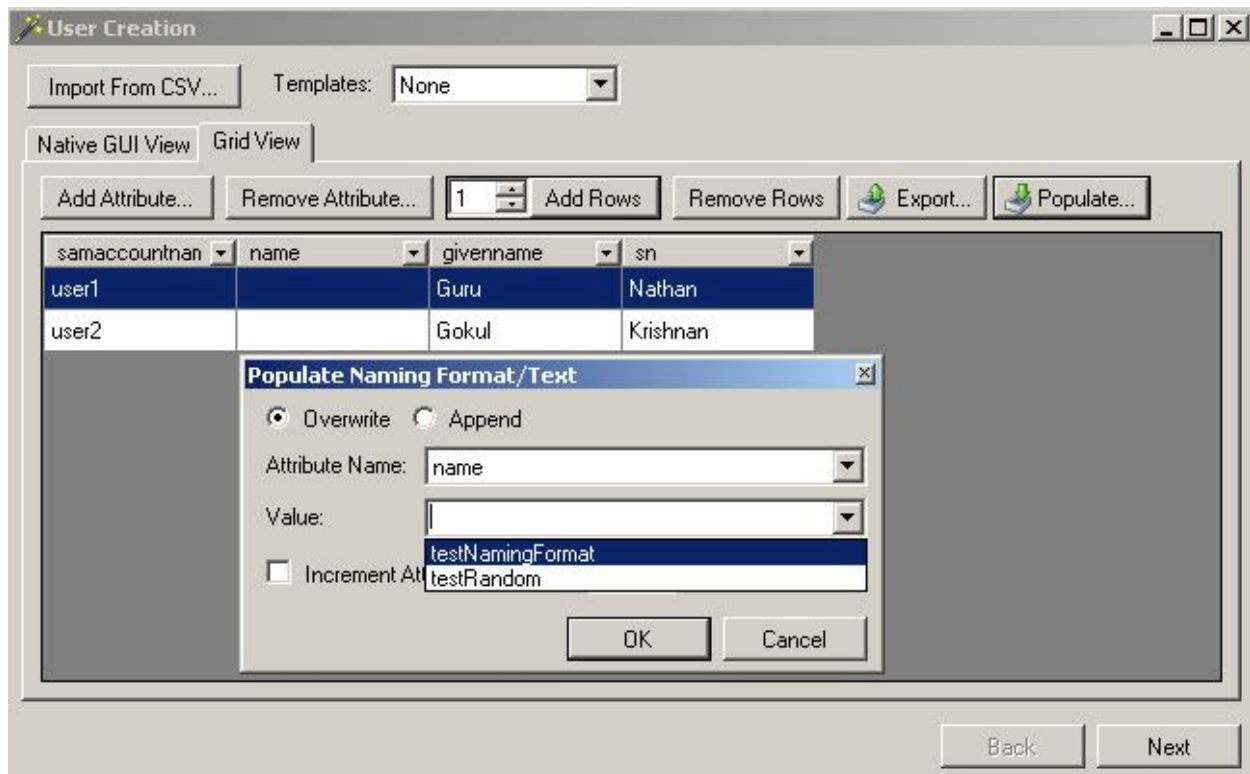 User Creation
Import From CSV... Templates: None
Native GUI View Grid View
Add Attribute... Remove Attribute... 1 Add Rows Remove Rows Export... Populate...
samaccountnan name givenname sn
user1 Guru Nathan
user2 Gokul Krishnan
Populate Naming Format/Text
Overwrite Append
Attribute Name: name
Value:
testNamingFormat
Increment At testRandom
OK Cancel
Back Next